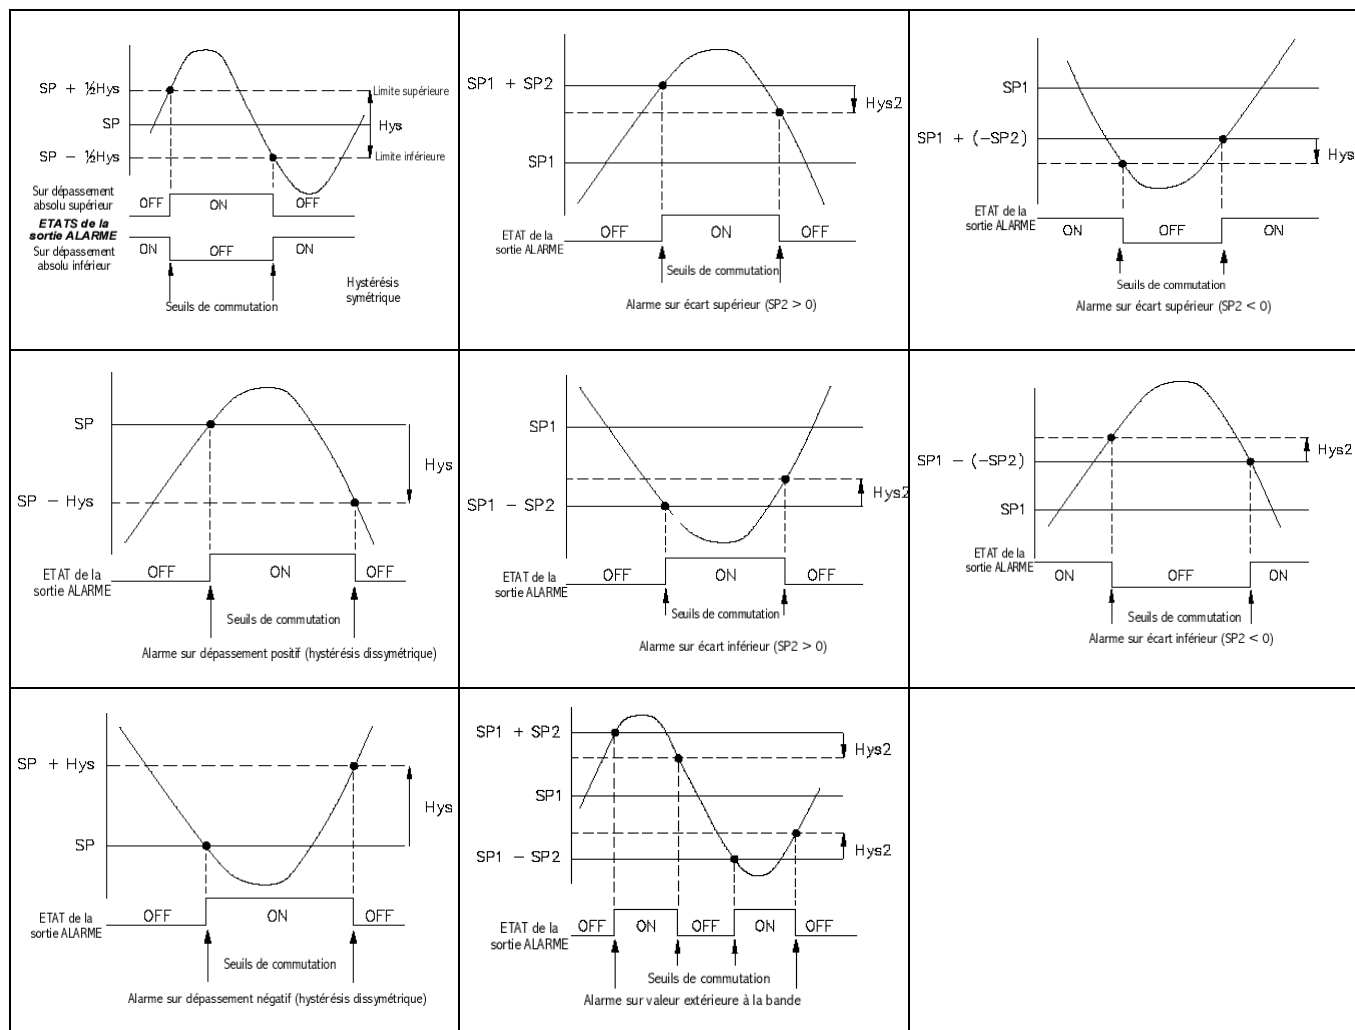 SP + ½Hys
Limite supérieure
SP
Hys
SP − ½Hys
Limite inférieure
Sur dépassement
absolu supérieur
OFF ON OFF
ETATS de la
sortie ALARME
ON OFF ON
Sur dépassement
absolu inférieur
Hystérésis
symétrique
Seuils de commutation
SP1 + SP2
Hys2
SP1
ETAT de la
sortie ALARME
OFF ON OFF
Seuils de commutation
Alarme sur écart supérieur (SP2 > 0)
SP1
SP1 + (−SP2)
Hys
ETAT de la
sortie ALARME
ON OFF ON
Seuils de commutation
Alarme sur écart supérieur (SP2 < 0)
SP
Hys
SP − Hys
ETAT de la
sortie ALARME
OFF ON OFF
Seuils de commutation
Alarme sur dépassement positif (hystérésis dissymétrique)
SP1
Hys2
SP1 − SP2
ETAT de la
sortie ALARME
OFF ON OFF
Seuils de commutation
Alarme sur écart inférieur (SP2 > 0)
SP1 − (−SP2)
Hys2
SP1
ETAT de la
sortie ALARME
ON OFF ON
Seuils de commutation
Alarme sur écart inférieur (SP2 < 0)
SP + Hys
Hys
SP
ETAT de la
sortie ALARME
OFF ON OFF
Seuils de commutation
Alarme sur dépassement négatif (hystérésis dissymétrique)
SP1 + SP2
Hys2
SP1
SP1 − SP2
Hys2
ETAT de la
sortie ALARME
OFF ON OFF ON OFF
Seuils de commutation
Alarme sur valeur extérieure à la bande